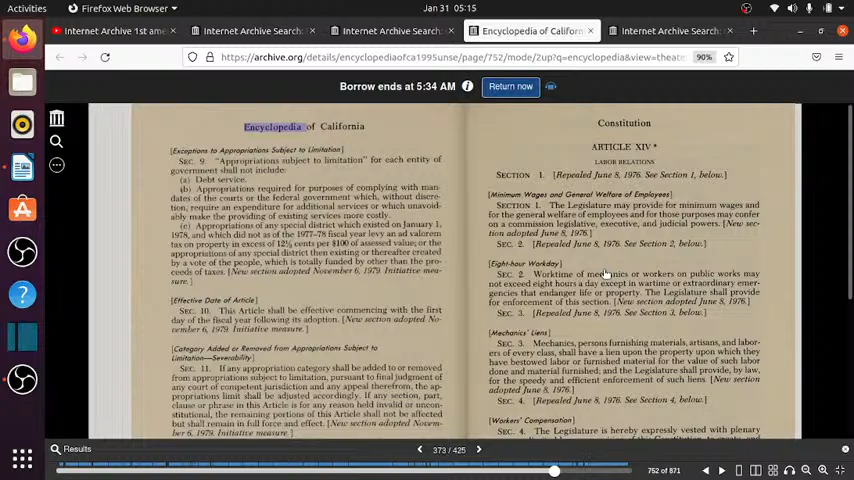 Activities
Firefox Web Browser
Jan 31 05:15
Internet Archive 1st ame
Internet Archive Search:
Internet Archive Search:
Encyclopedia of Californ
Internet Archive Search:
https://archive.org/details/encyclopediaofca1995unse/page/752/mode/2up?q=encyclopedia&view=theate
90%
Borrow ends at 5:34 AM
Return now
Encyclopedia of California
[Exceptions to Appropriations Subject to Limitation]
SEC. 9. "Appropriations subject to limitation" for each entity of
government shall not include:
(a) Debt service.
(b) Appropriations required for purposes of complying with man-
dates of the courts or the federal government which, without discre-
tion, require an expenditure for additional services or which unavoid-
ably make the providing of existing services more costly.
(c) Appropriations of any special district which existed on January 1,
1978, and which did not as of the 1977-78 fiscal year levy an ad valorem
tax on property in excess of 12½ cents per $100 of assessed value; or the
appropriations of any special district then existing or thereafter created
by a vote of the people, which is totally funded by other than the pro-
ceeds of taxes. [New section adopted November 6, 1979. Initiative mea-
sure.]
[Effective Date of Article]
SEC. 10. This Article shall be effective commencing with the first
day of the fiscal year following its adoption. [New section adopted No-
vember 6, 1979. Initiative measure.]
[Category Added or Removed from Appropriations Subject to
Limitation—Severability]
SEC. 11. If any appropriation category shall be added to or removed
from appropriations subject to limitation, pursuant to final judgment of
any court of competent jurisdiction and any appeal therefrom, the ap-
propriations limit shall be adjusted accordingly. If any section, part,
clause or phrase in this Article is for any reason held invalid or uncon-
stitutional, the remaining portions of this Article shall not be affected
but shall remain in full force and effect. [New section adopted Novem-
ber 6, 1979. Initiative measure.]
Constitution
ARTICLE XIV *
LABOR RELATIONS
SECTION 1. [Repealed June 8, 1976. See Section 1, below.]
[Minimum Wages and General Welfare of Employees]
SECTION 1. The Legislature may provide for minimum wages and
for the general welfare of employees and for those purposes may confer
on a commission legislative, executive, and judicial powers. [New sec-
tion adopted June 8, 1976.]
SEC. 2. [Repealed June 8, 1976. See Section 2, below.]
[Eight-hour Workday]
SEC. 2. Worktime of mechanics or workers on public works may
not exceed eight hours a day except in wartime or extraordinary emer-
gencies that endanger life or property. The Legislature shall provide
for enforcement of this section. [New section adopted June 8, 1976.]
SEC. 3. [Repealed June 8, 1976. See Section 3, below.]
[Mechanics' Liens]
SEC. 3. Mechanics, persons furnishing materials, artisans, and labor-
ers of every class, shall have a lien upon the property upon which they
have bestowed labor or furnished material for the value of such labor
done and material furnished; and the Legislature shall provide, by law,
for the speedy and efficient enforcement of such liens. [New section
adopted June 8, 1976.]
SEC. 4. [Repealed June 8, 1976. See Section 4, below.]
[Workers' Compensation]
SEC. 4. The Legislature is hereby expressly vested with plenary
Results
373 / 425
752 of 871